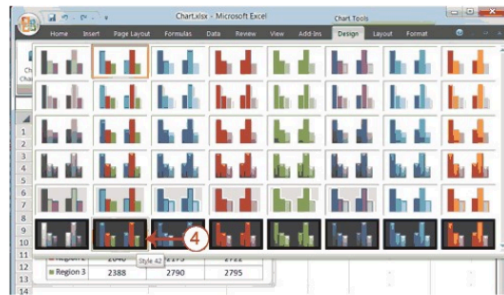 Chart.xlsx - Microsoft Excel
Chart Tools
Home Insert Page Layout Formulas Data Review View Add-Ins Design Layout Format
1
2
3
4
5
6
7
8
9
10
4
Style 42
11
12 Region 3 2388 2790 2795
13
14